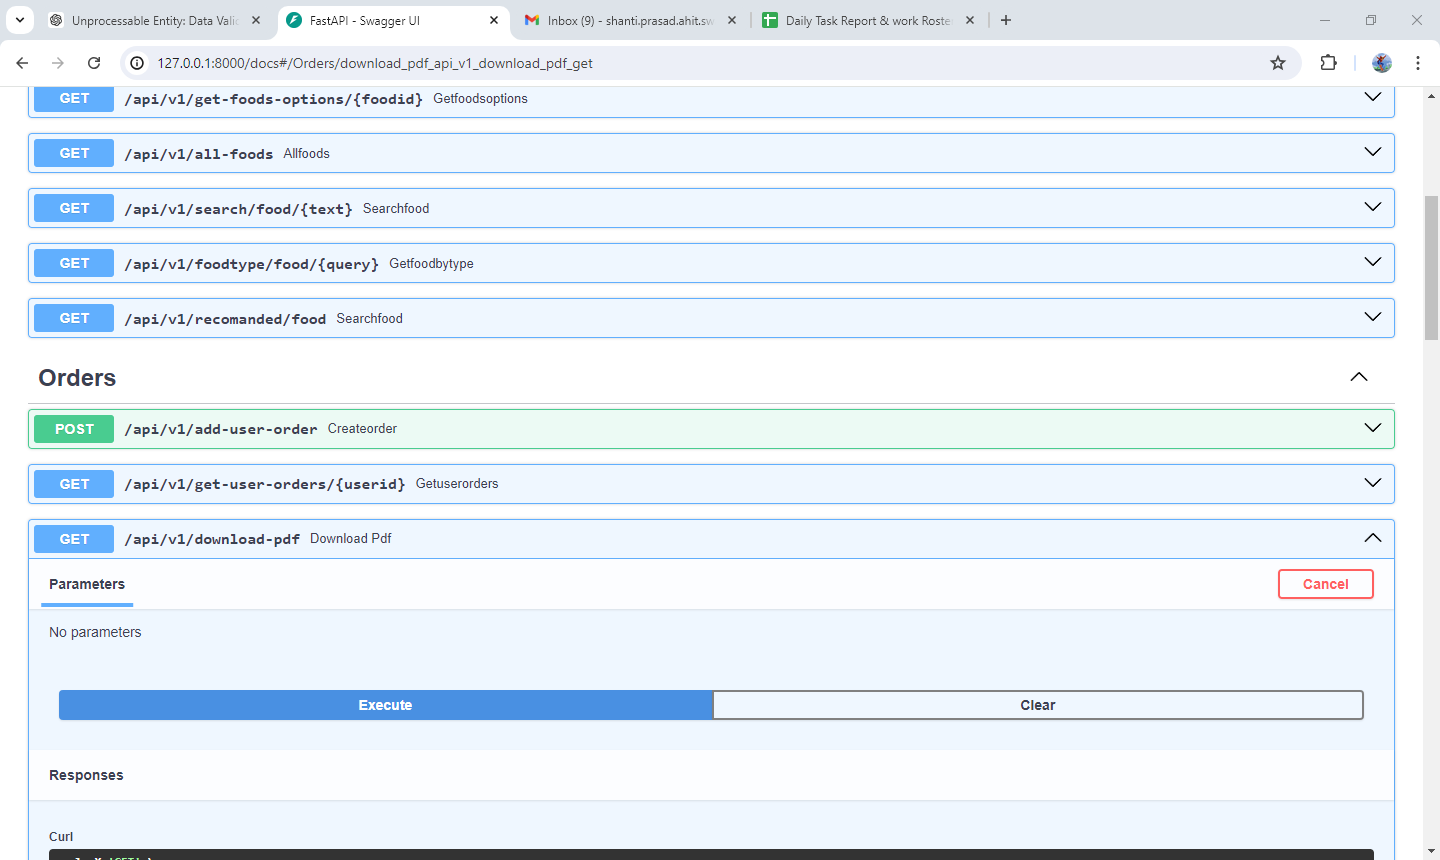 Unprocessable Entity: Data Valid
FastAPI - Swagger UI
Inbox (9) - shanti.prasad.ahit.sw
Daily Task Report & work Roste
127.0.0.1:8000/docs#/Orders/download_pdf_api_v1_download_pdf_get
GET /api/v1/get-foods-options/{foodid} Getfoodsoptions
GET /api/v1/all-foods Allfoods
GET /api/v1/search/food/{text} Searchfood
GET /api/v1/foodtype/food/{query} Getfoodbytype
GET /api/v1/recomanded/food Searchfood
Orders
POST /api/v1/add-user-order Createorder
GET /api/v1/get-user-orders/{userid} Getuserorders
GET /api/v1/download-pdf Download Pdf
Parameters
Cancel
No parameters
Execute
Clear
Responses
Curl